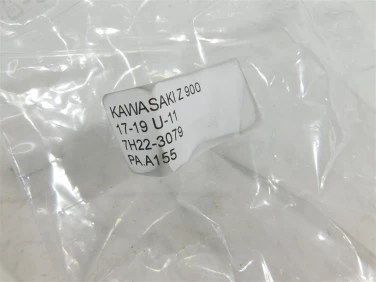 KAWASAKI Z 900
17-19 U-11
7H22-3079
PA.A155